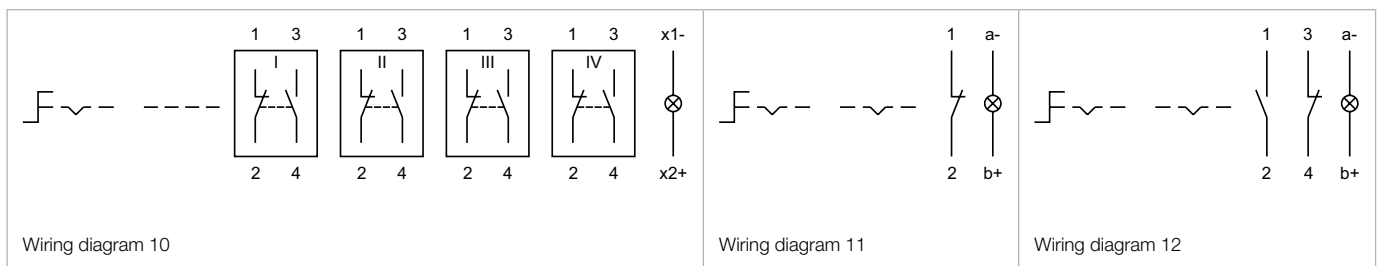 1 3 1 3 1 3 1 3 x1-
I II III IV
2 4 2 4 2 4 2 4 x2+
Wiring diagram 10
1 a-
2 b+
Wiring diagram 11
1 3 a-
2 4 b+
Wiring diagram 12